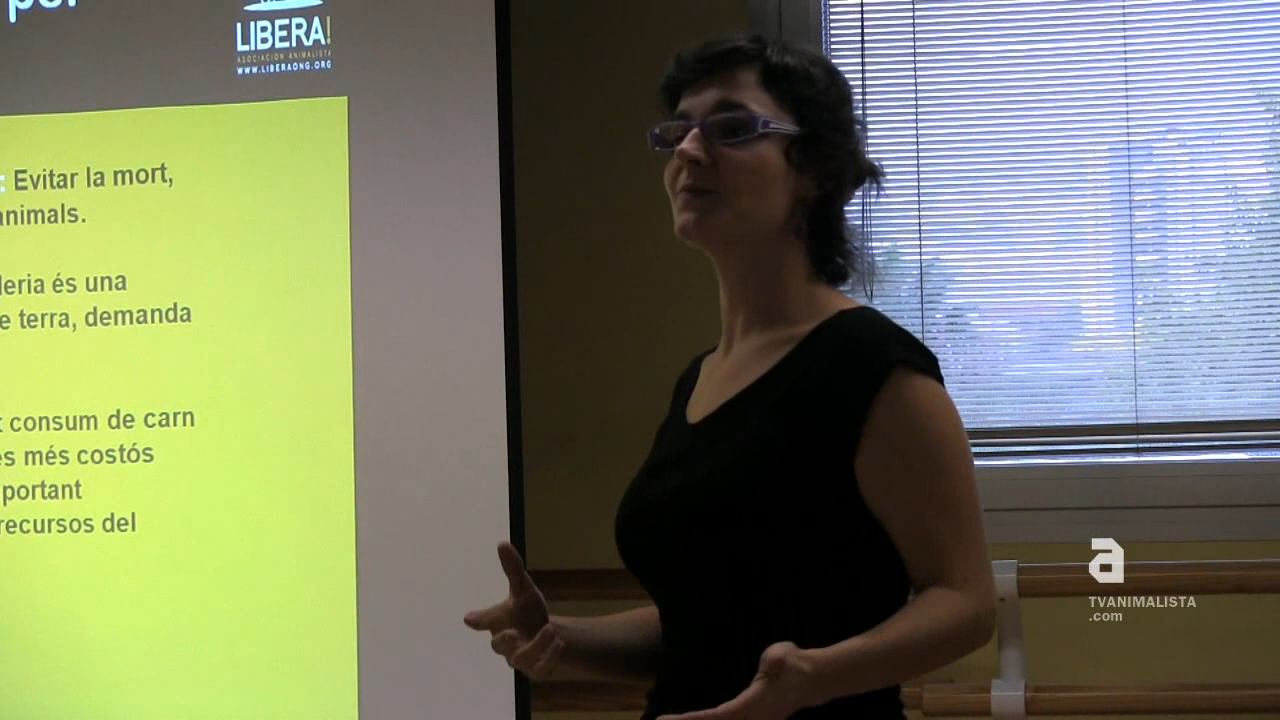 per
LIBERA!
ASOCIACIÓN ANIMALISTA
WWW.LIBERAONG.ORG
: Evitar la mort,
animals.
deria és una
e terra, demanda
t consum de carn
es més costós
portant
recursos del
a
TVANIMALISTA
.com